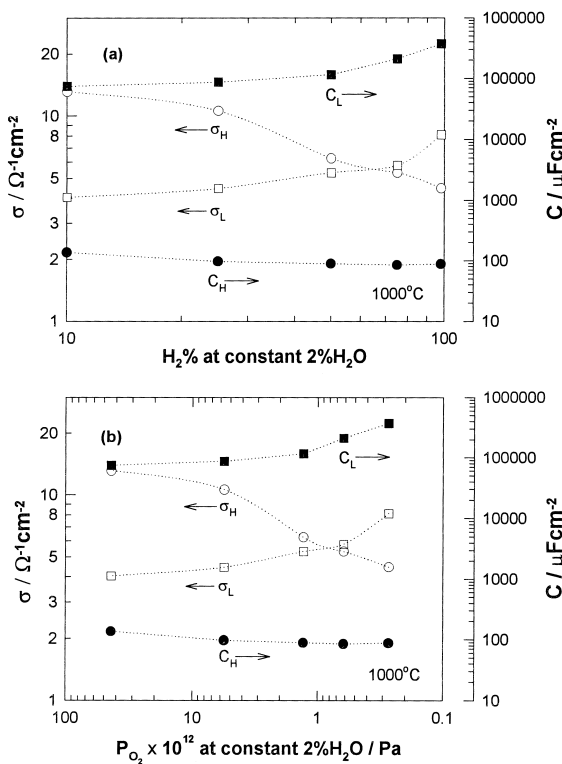 (a)
20
10
8
5
3
2
1
σ / Ω⁻¹cm⁻²
1000000
100000
10000
1000
100
10
C / μFcm⁻²
C_L
σ_H
σ_L
C_H
1000°C
10
100
H₂% at constant 2%H₂O
(b)
20
10
8
5
3
2
1
σ / Ω⁻¹cm⁻²
1000000
100000
10000
1000
100
10
C / μFcm⁻²
C_L
σ_H
σ_L
C_H
1000°C
100
10
1
0.1
P_O₂ x 10¹² at constant 2%H₂O / Pa